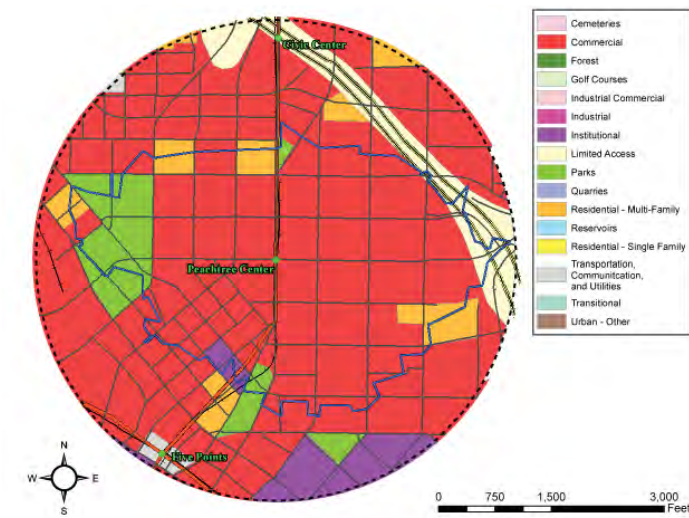 Civic Center
Peachtree Center
Five Points
Cemeteries
Commercial
Forest
Golf Courses
Industrial Commercial
Industrial
Institutional
Limited Access
Parks
Quarries
Residential - Multi-Family
Reservoirs
Residential - Single Family
Transportation,
Communitcation,
and Utilities
Transitional
Urban - Other
N
W E
S
0 750 1,500 3,000
Feet